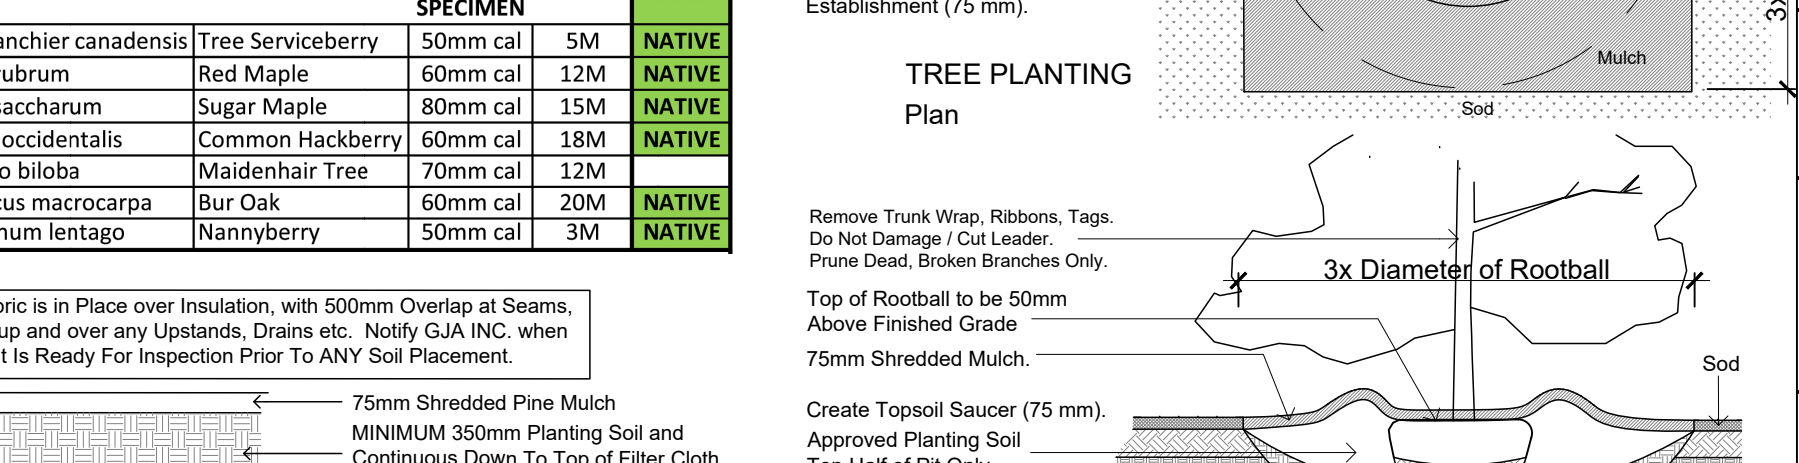 SPECIMEN
anchier canadensis Tree Serviceberry 50mm cal 5M NATIVE
rubrum Red Maple 60mm cal 12M NATIVE
saccharum Sugar Maple 80mm cal 15M NATIVE
occidentalis Common Hackberry 60mm cal 18M NATIVE
o biloba Maidenhair Tree 70mm cal 12M
cus macrocarpa Bur Oak 60mm cal 20M NATIVE
num lentago Nannyberry 50mm cal 3M NATIVE
bric is in Place over Insulation, with 500mm Overlap at Seams,
up and over any Upstands, Drains etc. Notify GJA INC. when
t Is Ready For Inspection Prior To ANY Soil Placement.
75mm Shredded Pine Mulch
MINIMUM 350mm Planting Soil and
Continuous Down To Top of Filter Cloth
Establishment (75 mm).
TREE PLANTING
Plan
Mulch
Sod
3x
Remove Trunk Wrap, Ribbons, Tags.
Do Not Damage / Cut Leader.
Prune Dead, Broken Branches Only.
3x Diameter of Rootball
Top of Rootball to be 50mm
Above Finished Grade
75mm Shredded Mulch.
Sod
Create Topsoil Saucer (75 mm).
Approved Planting Soil
Top Half of Pit Only